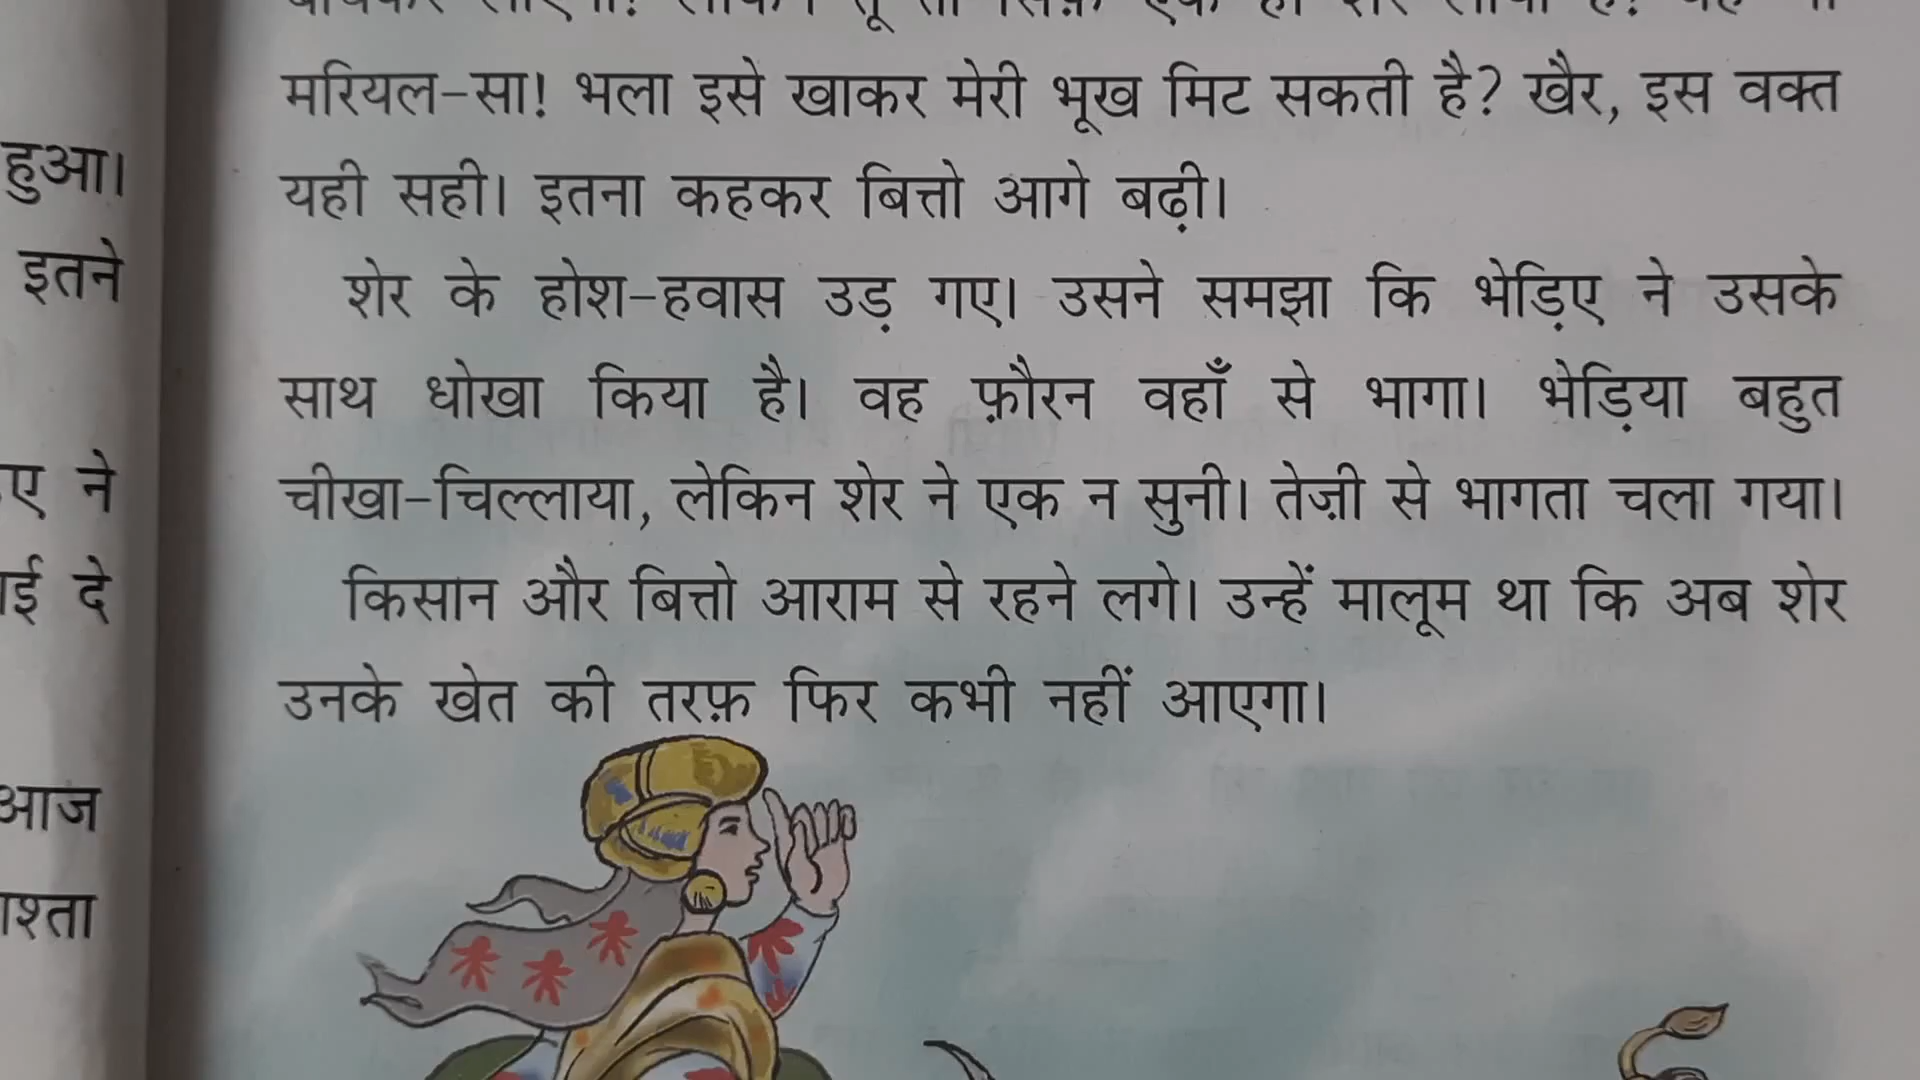 हुआ।
इतने
ने
दे
आज
मरियल-सा! भला इसे खाकर मेरी भूख मिट सकती है? खैर, इस वक्त
यही सही। इतना कहकर बित्तो आगे बढ़ी।
शेर के होश-हवास उड़ गए। उसने समझा कि भेड़िए ने उसके
साथ धोखा किया है। वह फ़ौरन वहाँ से भागा। भेड़िया बहुत
चीखा-चिल्लाया, लेकिन शेर ने एक न सुनी। तेज़ी से भागता चला गया।
किसान और बित्तो आराम से रहने लगे। उन्हें मालूम था कि अब शेर
उनके खेत की तरफ़ फिर कभी नहीं आएगा।